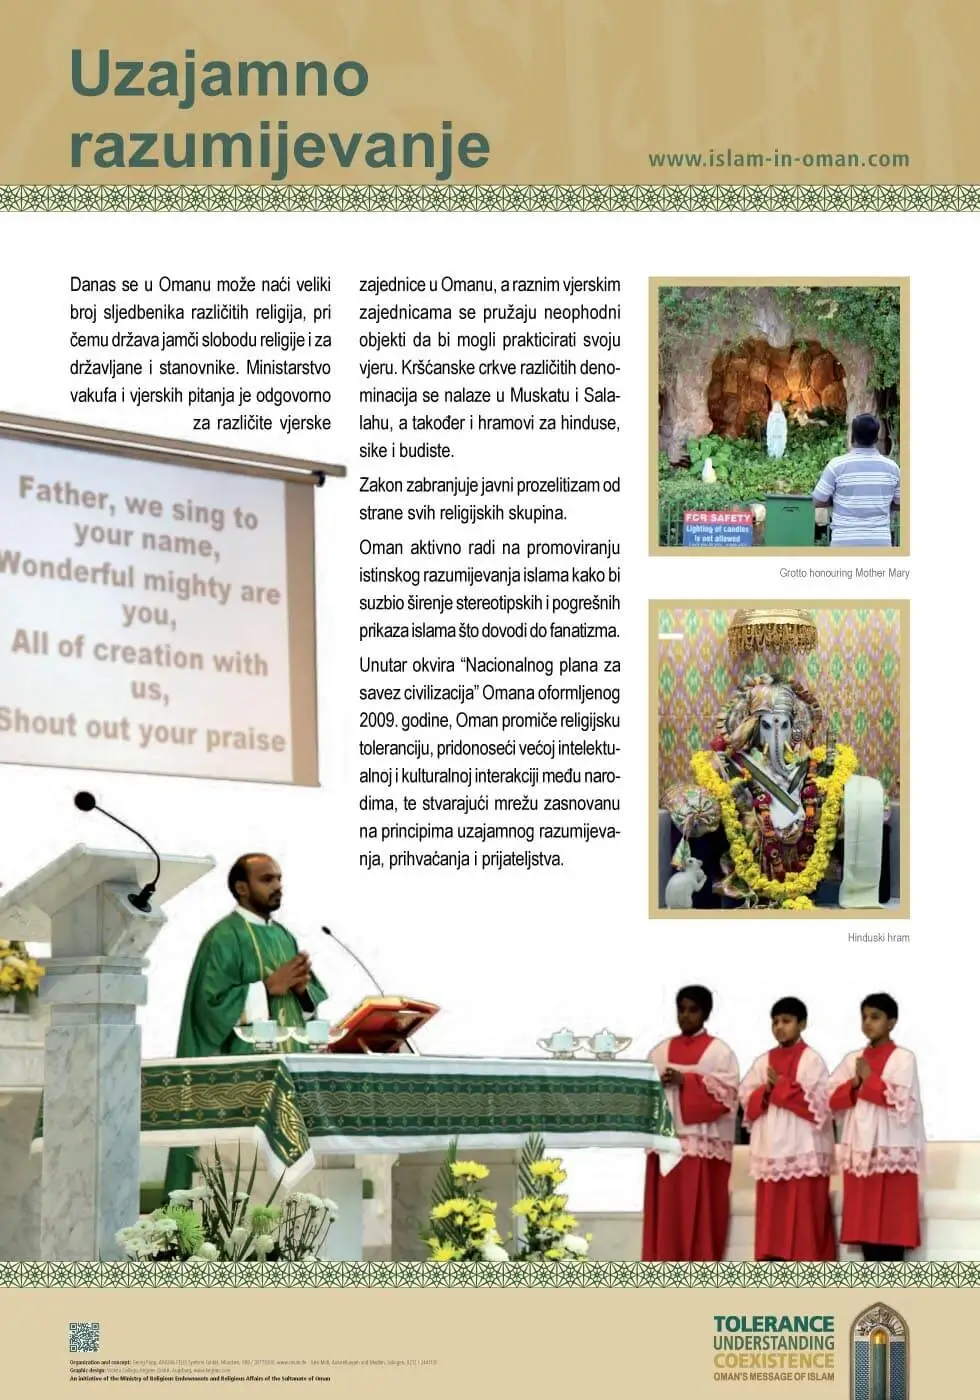 Uzajamno
razumijevanje
www.islam-in-oman.com
Danas se u Omanu može naći veliki
broj sljedbenika različitih religija, pri
čemu država jamči slobodu religije i za
državljane i stanovnike. Ministarstvo
vakufa i vjerskih pitanja je odgovorno
za različite vjerske
zajednice u Omanu, a raznim vjerskim
zajednicama se pružaju neophodni
objekti da bi mogli prakticirati svoju
vjeru. Kršćanske crkve različitih deno-
minacija se nalaze u Muskatu i Sala-
lahu, a također i hramovi za hinduse,
sike i budiste.
Zakon zabranjuje javni prozelitizam od
strane svih religijskih skupina.
Oman aktivno radi na promoviranju
istinskog razumijevanja islama kako bi
suzbio širenje stereotipskih i pogrešnih
prikaza islama što dovodi do fanatizma.
Unutar okvira “Nacionalnog plana za
savez civilizacija” Omana oformljenog
2009. godine, Oman promiče religijsku
toleranciju, pridonoseći većoj intelektu-
alnoj i kulturalnoj interakciji među naro-
dima, te stvarajući mrežu zasnovanu
na principima uzajamnog razumijeva-
nja, prihvaćanja i prijateljstva.
Father, we sing to
your name,
Wonderful mighty are
you,
All of creation with
us,
Shout out your praise
FOR SAFETY
Lighting of candles
is not allowed
Grotto honouring Mother Mary
Hinduski hram
Organization and concept:
Graphic design:
An initiative of the Ministry of Religious Endowments and Religious Affairs of the Sultanate of Oman
TOLERANCE
UNDERSTANDING
COEXISTENCE
OMAN'S MESSAGE OF ISLAM